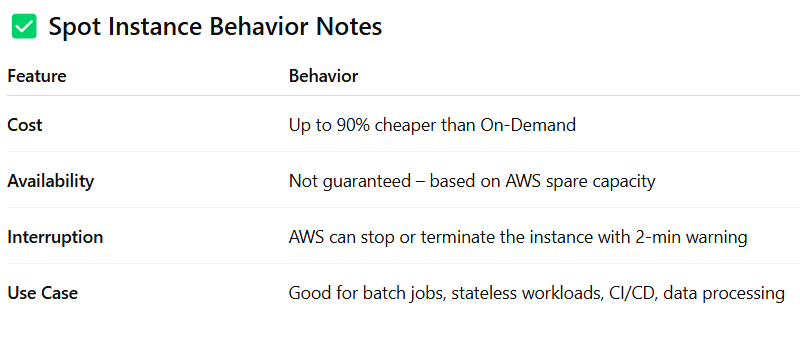 ✅ Spot Instance Behavior Notes
Feature Behavior
Cost Up to 90% cheaper than On-Demand
Availability Not guaranteed – based on AWS spare capacity
Interruption AWS can stop or terminate the instance with 2-min warning
Use Case Good for batch jobs, stateless workloads, CI/CD, data processing